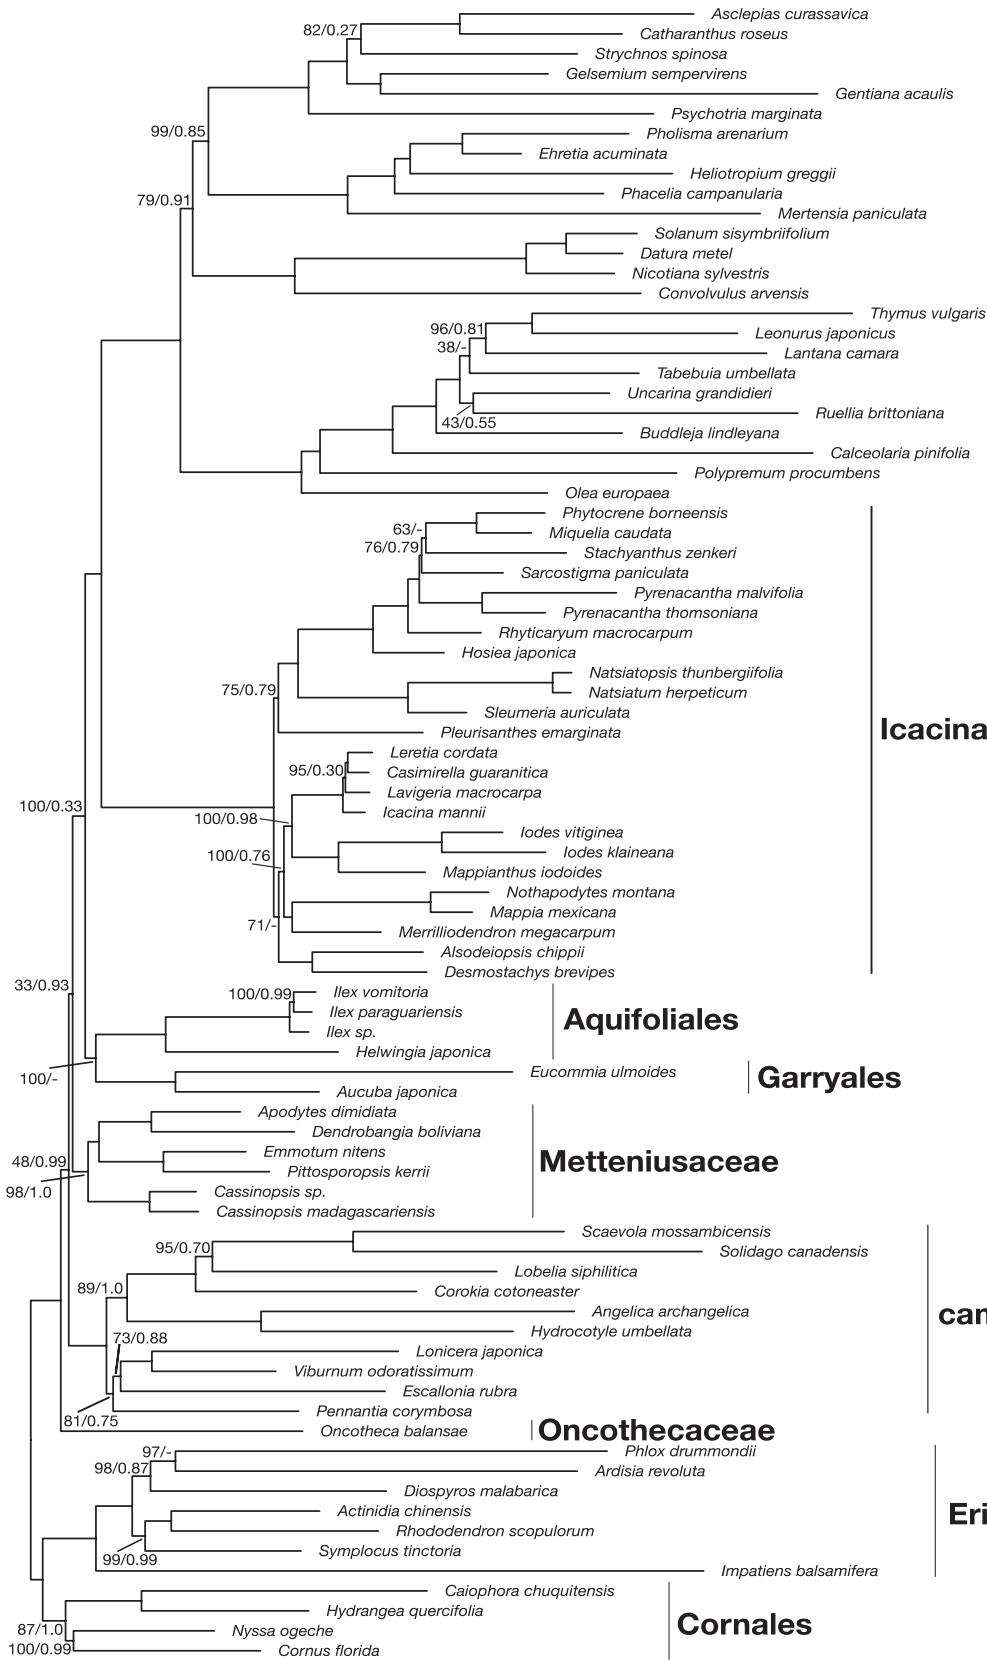 Asclepias curassavica
82/0.27
Catharanthus roseus
Strychnos spinosa
Gelsemium sempervirens
Gentiana acaulis
Psychotria marginata
99/0.85
Pholisma arenarium
Ehretia acuminata
Heliotropium greggii
79/0.91
Phacelia campanularia
Mertensia paniculata
Solanum sisymbriifolium
Datura metel
Nicotiana sylvestris
Convolvulus arvensis
Thymus vulgaris
96/0.81
Leonurus japonicus
38/-
Lantana camara
Tabebuia umbellata
Uncarina grandidieri
Ruellia brittoniana
43/0.55
Buddleja lindleyana
Calceolaria pinifolia
Polypremum procumbens
Olea europaea
Phytocrene borneensis
63/-
Miquelia caudata
76/0.79
Stachyanthus zenkeri
Sarcostigma paniculata
Pyrenacantha malvifolia
Pyrenacantha thomsoniana
Rhyticaryum macrocarpum
Hosiea japonica
Natsiatopsis thunbergiifolia
75/0.79
Natsiatum herpeticum
Sleumeria auriculata
Icacina
Pleurisanthes emarginata
Leretia cordata
95/0.30
Casimirella guaranitica
Lavigeria macrocarpa
100/0.33
Icacina mannii
100/0.98
Iodes vitiginea
100/0.76
Iodes klaineana
Mappianthus iodoides
Nothapodytes montana
Mappia mexicana
71/-
Merrilliodendron megacarpum
Alsodeiopsis chippii
Desmostachys brevipes
33/0.93
100/0.99
Ilex vomitoria
Ilex paraguariensis
Aquifoliales
Ilex sp.
Helwingia japonica
100/-
Eucommia ulmoides
Garryales
Aucuba japonica
Apodytes dimidiata
Dendrobangia boliviana
Emmotum nitens
48/0.99
Metteniusaceae
Pittosporopsis kerrii
98/1.0
Cassinopsis sp.
Cassinopsis madagascariensis
Scaevola mossambicensis
95/0.70
Solidago canadensis
Lobelia siphilitica
89/1.0
Corokia cotoneaster
Angelica archangelica
can
Hydrocotyle umbellata
73/0.88
Lonicera japonica
Viburnum odoratissimum
Escallonia rubra
Pennantia corymbosa
81/0.75
Oncotheca balansae
Oncothecaceae
97/-
Phlox drummondii
98/0.87
Ardisia revoluta
Diospyros malabarica
Actinidia chinensis
Eri
Rhododendron scopulorum
Symplocus tinctoria
99/0.99
Impatiens balsamifera
Caiophora chuquitensis
Hydrangea quercifolia
Cornales
87/1.0
Nyssa ogeche
100/0.99
Cornus florida